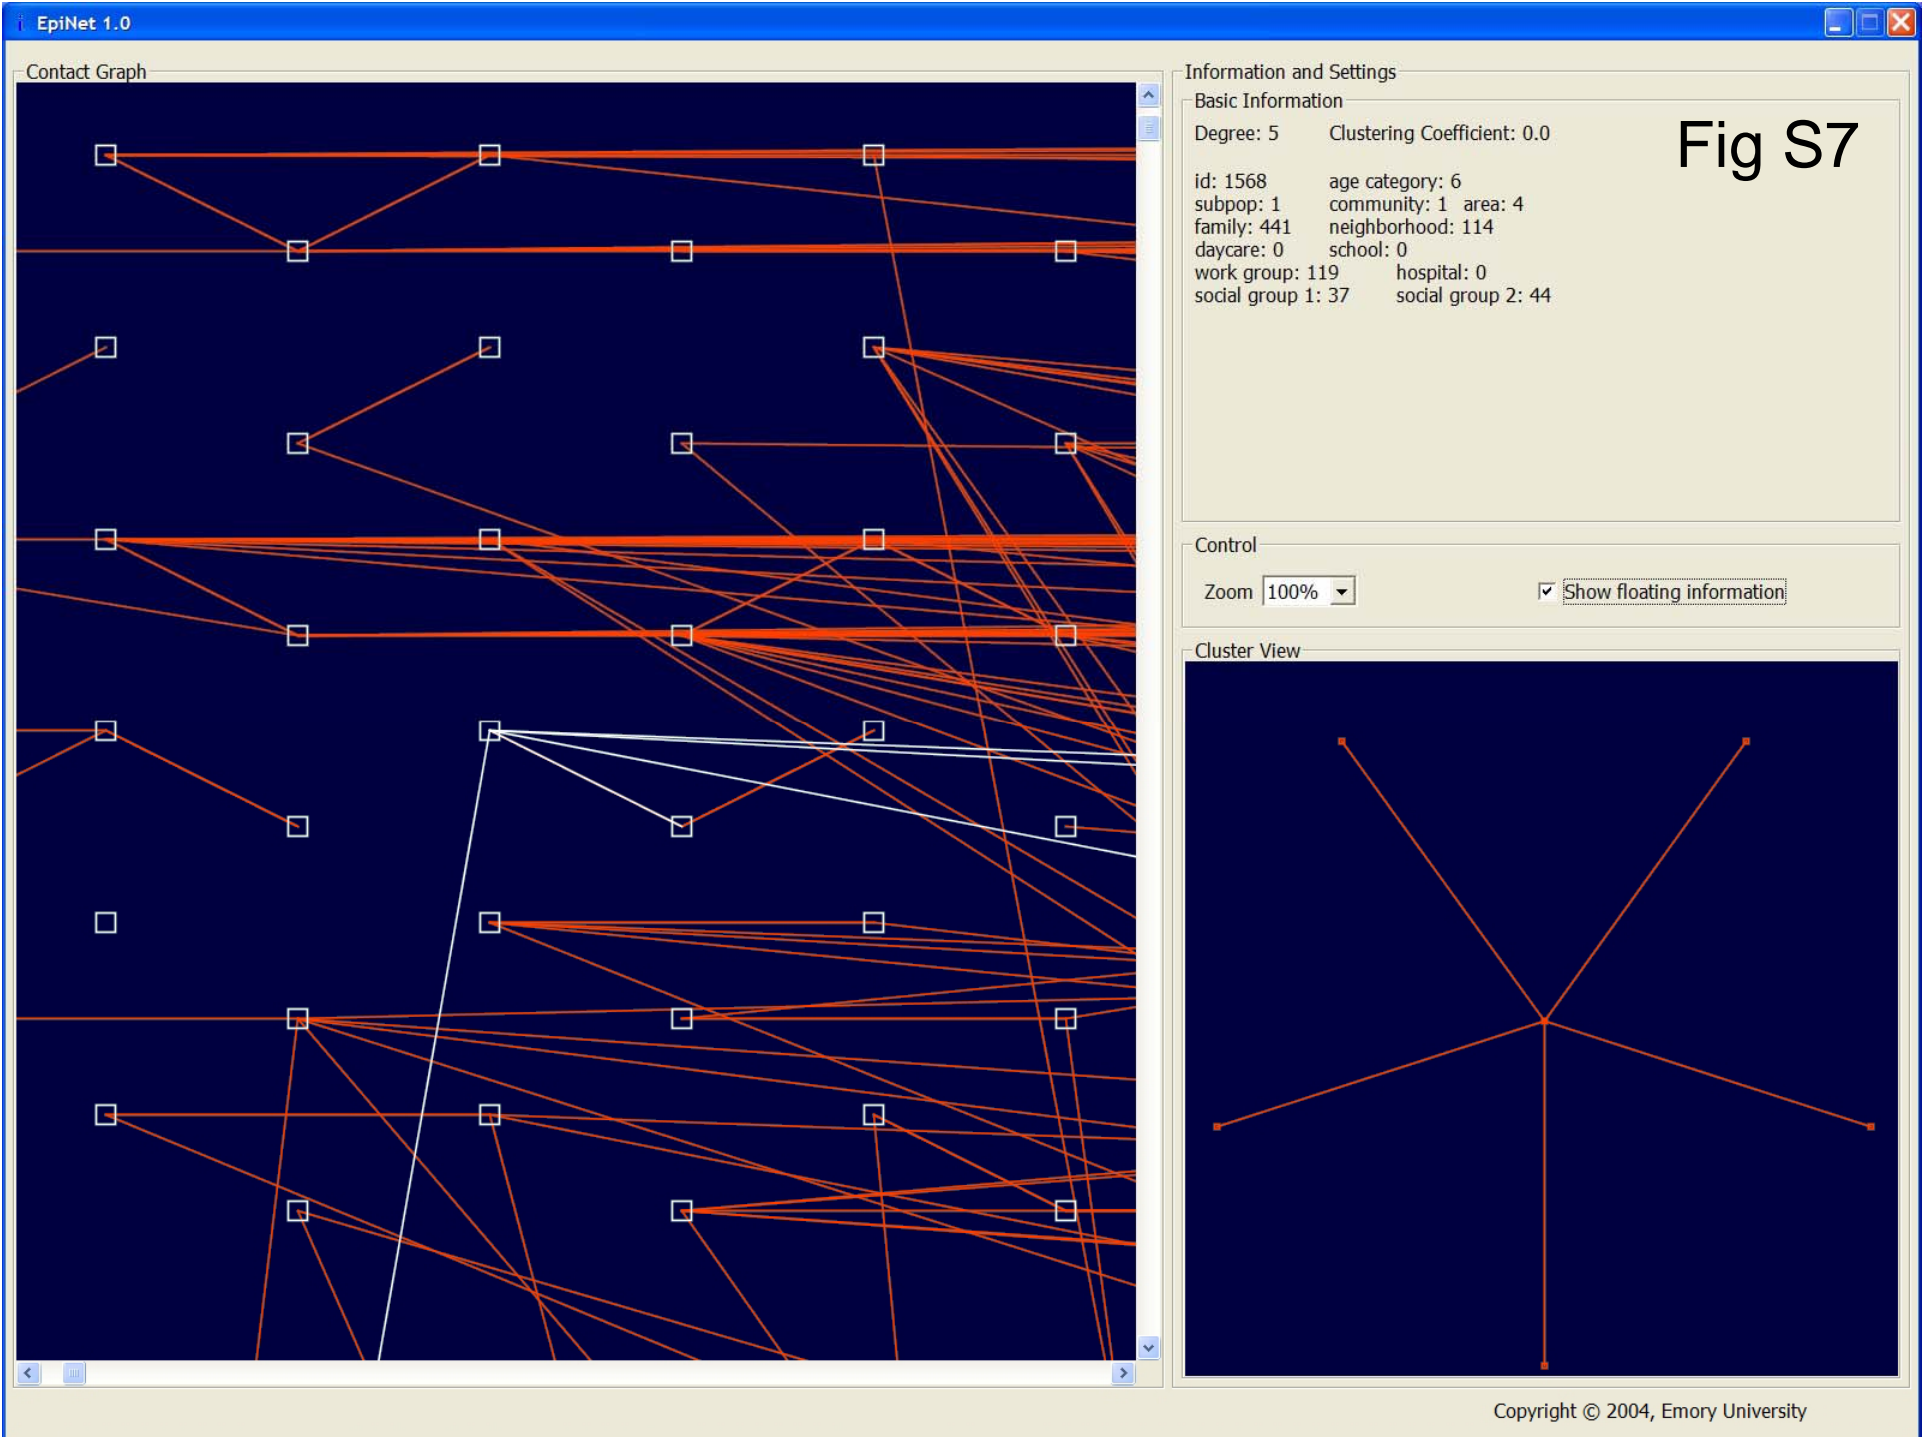 EpiNet 1.0
Contact Graph
Information and Settings
Basic Information
Degree: 5 Clustering Coefficient: 0.0
Fig S7
id: 1568 age category: 6
subpop: 1 community: 1 area: 4
family: 441 neighborhood: 114
daycare: 0 school: 0
work group: 119 hospital: 0
social group 1: 37 social group 2: 44
Control
Zoom 100% Show floating information
Cluster View
Copyright © 2004, Emory University